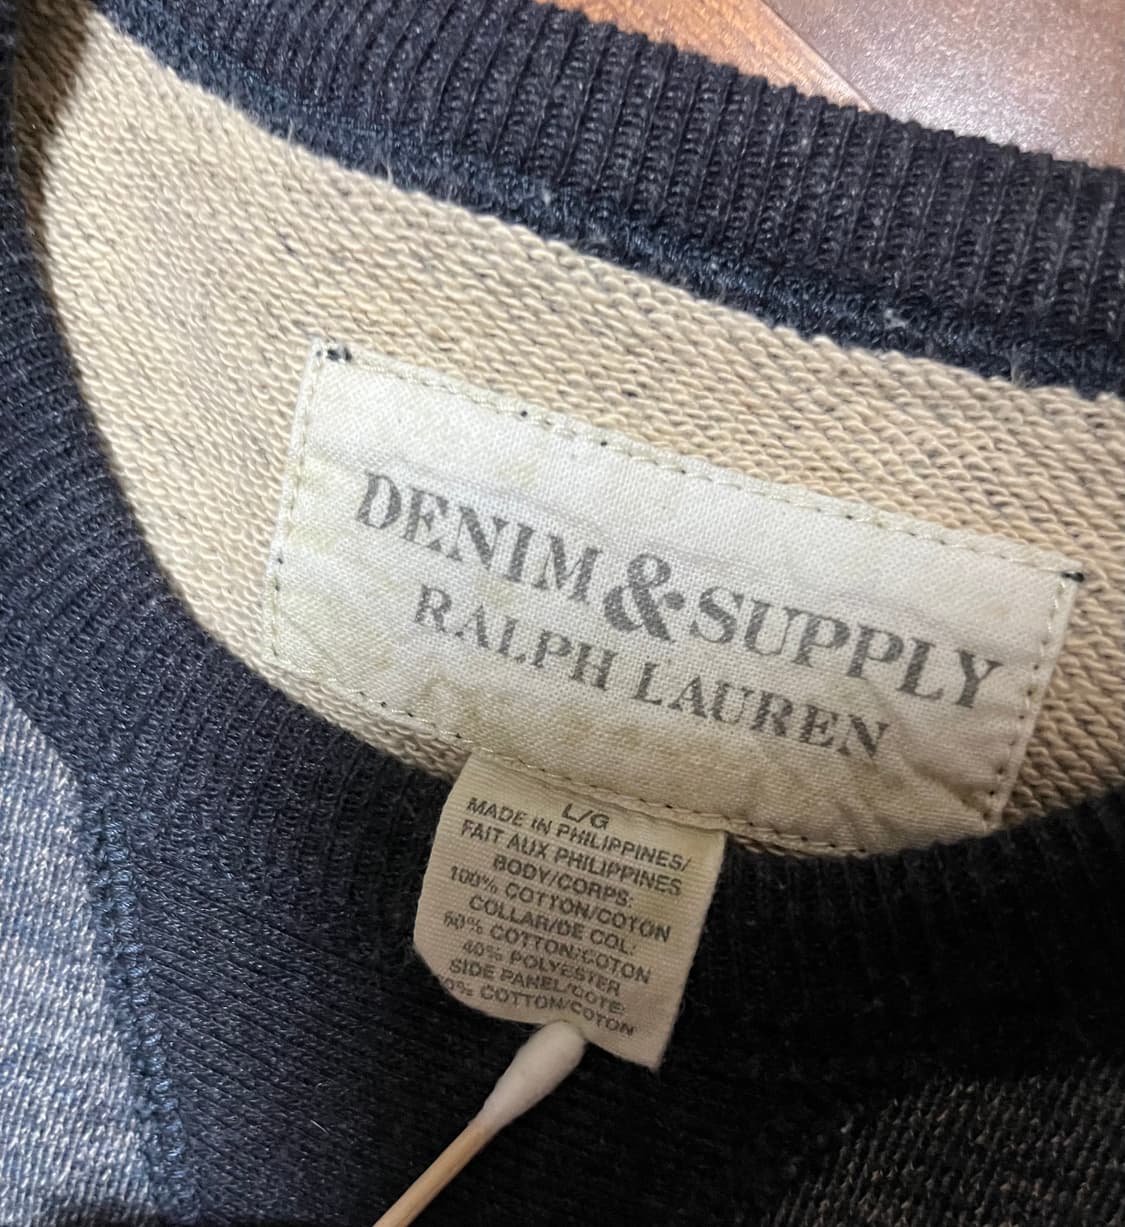 DENIM & SUPPLY
RALPH LAUREN
L/G
MADE IN PHILIPPINES/
FAIT AUX PHILIPPINES
BODY/CORPS:
100% COTTON/COTON
COLLAR/DE COL:
60% COTTON/COTON
40% POLYESTER
SIDE PANEL/COTE:
COTTON/COTON